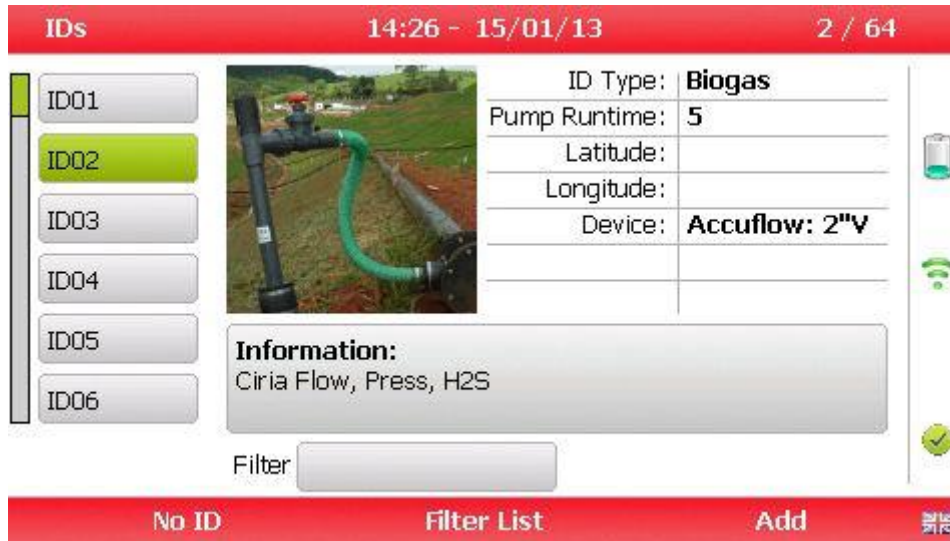 IDs 14:26 - 15/01/13 2 / 64
ID01
ID02
ID03
ID04
ID05
ID06
ID Type: Biogas
Pump Runtime: 5
Latitude:
Longitude:
Device: Accuflow: 2"V
Information:
Ciria Flow, Press, H2S
Filter
No ID Filter List Add